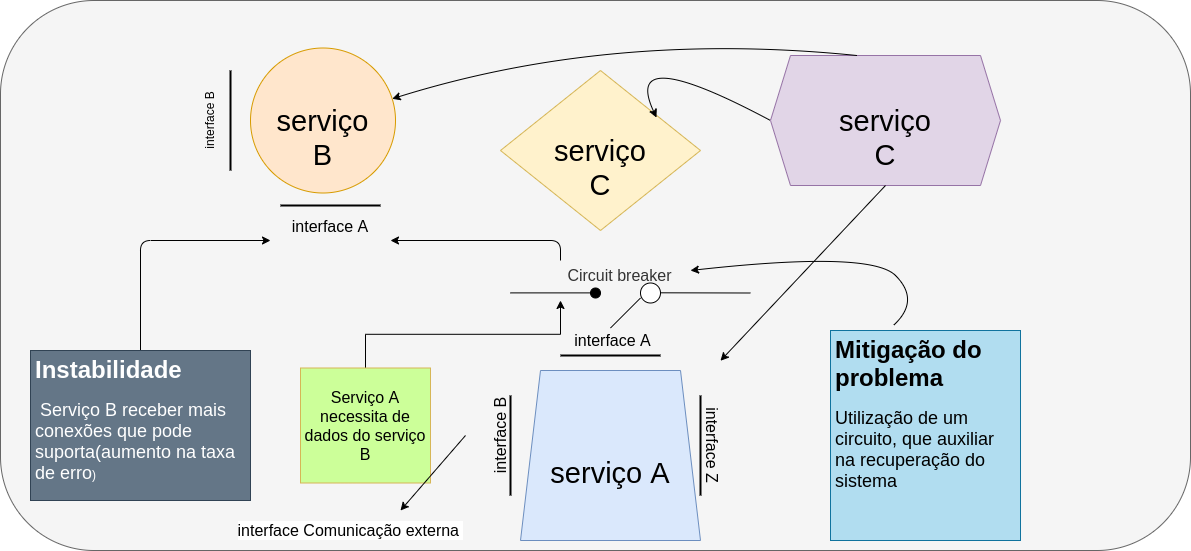 interface B
serviço
B
serviço
C
serviço
C
interface A
Circuit breaker
interface A
Instabilidade
Serviço B receber mais
conexões que pode
suporta(aumento na taxa
de erro)
Serviço A
necessita de
dados do serviço
B
interface B
serviço A
interface Z
Mitigação do
problema
Utilização de um
circuito, que auxiliar
na recuperação do
sistema
interface Comunicação externa